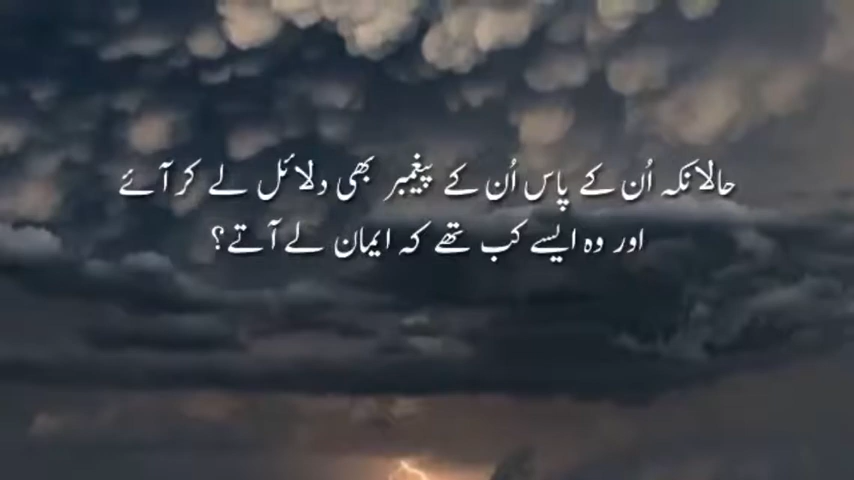 حالانکہ اُن کے پاس اُن کے پیغمبر بھی دلائل لے کر آئے
اور وہ ایسے کب تھے کہ ایمان لے آتے؟